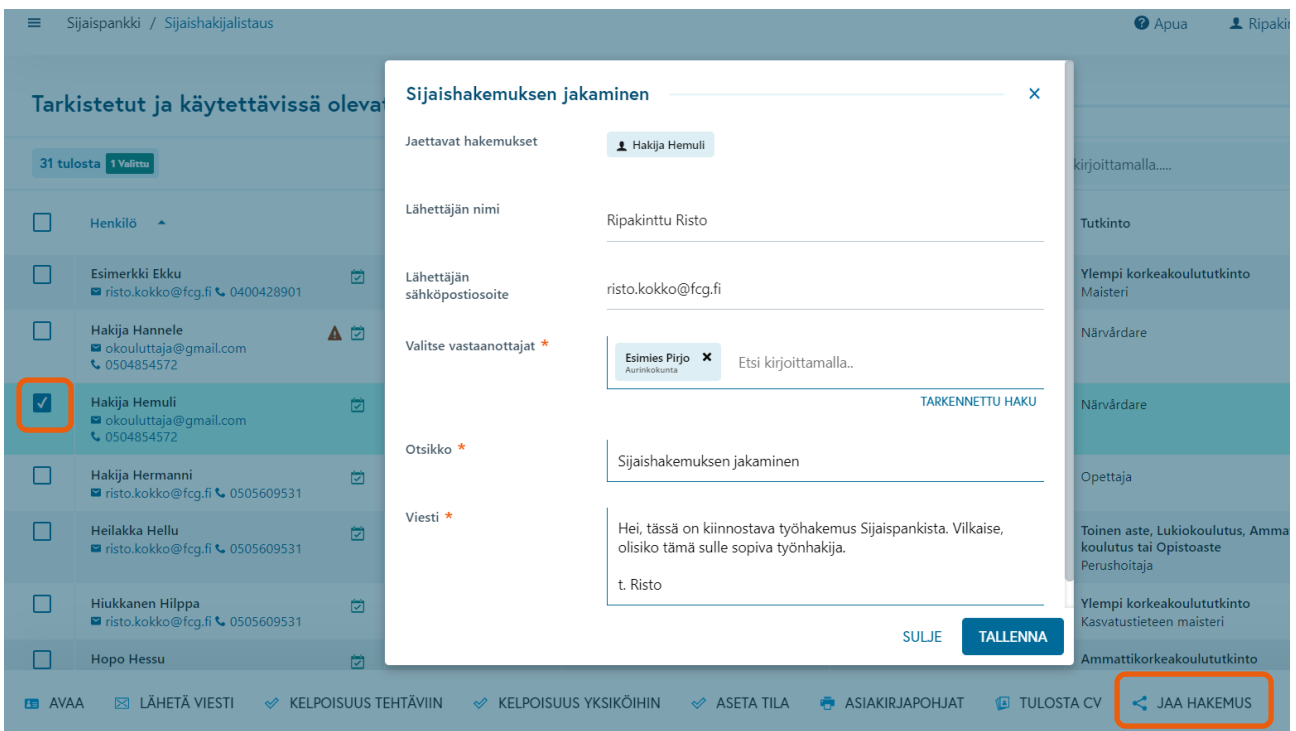 Sijaispankki / Sijaishakijalistaus
Apua
Tarkistetut ja käytettävissä
31 tulosta 1 Valittu
kirjoittamalla.....
Henkilö
Tutkinto
Esimerkki Ekku
risto.kokko@fcg.fi 0400428901
Ylempi korkeakoulututkinto
Maisteri
Hakija Hannele
okouluttaja@gmail.com
0504854572
Närvårdare
Hakija Hemuli
okouluttaja@gmail.com
0504854572
Närvårdare
Hakija Hermanni
risto.kokko@fcg.fi 0505609531
Opettaja
Heilakka Hellu
risto.kokko@fcg.fi 0505609531
Toinen aste, Lukiokoulutus,
koulutus tai Opistoaste
Perushoitaja
Hiukkanen Hilppa
risto.kokko@fcg.fi 0505609531
Ylempi korkeakoulututkinto
Kasvatustieteen maisteri
Hopo Hessu
Ammattikorkeakoulututkinto
Sijaishakemuksen jakaminen
Jaettavat hakemukset
Hakija Hemuli
Lähettäjän nimi
Ripakinttu Risto
Lähettäjän
sähköpostiosoite
risto.kokko@fcg.fi
Valitse vastaanottajat *
Esimies Pirjo
Aurinkokunta
Etsi kirjoittamalla..
TARKENNETTU HAKU
Otsikko *
Sijaishakemuksen jakaminen
Viesti *
Hei, tässä on kiinnostava työhakemus Sijaispankista. Vilkaise,
olisiko tämä sulle sopiva työnhakija.
t. Risto
SULJE
TALLENNA
AVAA
LÄHETÄ VIESTI
KELPOISUUS TEHTÄVIIN
KELPOISUUS YKSIKÖIHIN
ASETA TILA
ASIAKIRJAPOHJAT
TULOSTA CV
JAA HAKEMUS